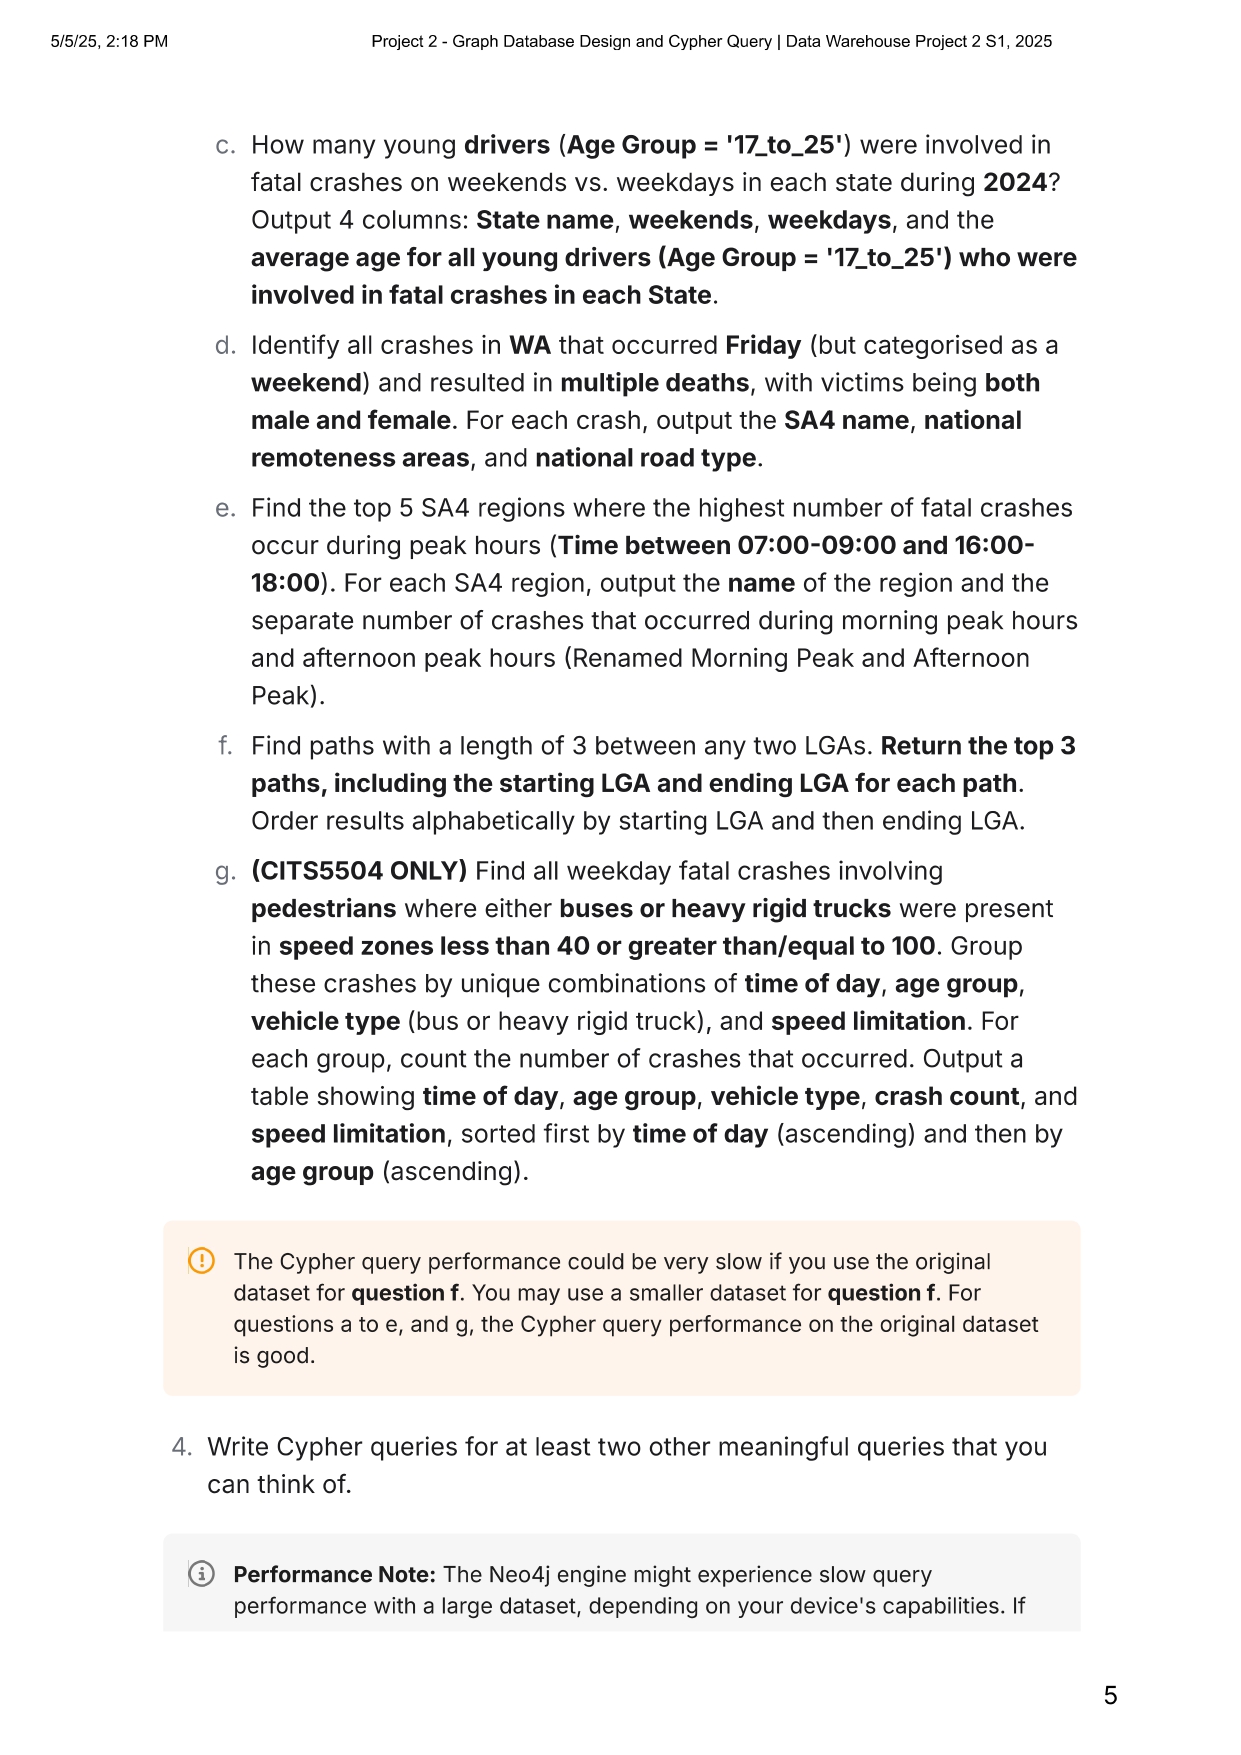 5/5/25, 2:18 PM
Project 2 - Graph Database Design and Cypher Query | Data Warehouse Project 2 S1, 2025
c. How many young drivers (Age Group = '17_to_25') were involved in
fatal crashes on weekends vs. weekdays in each state during 2024?
Output 4 columns: State name, weekends, weekdays, and the
average age for all young drivers (Age Group = '17_to_25') who were
involved in fatal crashes in each State.
d. Identify all crashes in WA that occurred Friday (but categorised as a
weekend) and resulted in multiple deaths, with victims being both
male and female. For each crash, output the SA4 name, national
remoteness areas, and national road type.
e. Find the top 5 SA4 regions where the highest number of fatal crashes
occur during peak hours (Time between 07:00-09:00 and 16:00-
18:00). For each SA4 region, output the name of the region and the
separate number of crashes that occurred during morning peak hours
and afternoon peak hours (Renamed Morning Peak and Afternoon
Peak).
f. Find paths with a length of 3 between any two LGAs. Return the top 3
paths, including the starting LGA and ending LGA for each path.
Order results alphabetically by starting LGA and then ending LGA.
g. (CITS5504 ONLY) Find all weekday fatal crashes involving
pedestrians where either buses or heavy rigid trucks were present
in speed zones less than 40 or greater than/equal to 100. Group
these crashes by unique combinations of time of day, age group,
vehicle type (bus or heavy rigid truck), and speed limitation. For
each group, count the number of crashes that occurred. Output a
table showing time of day, age group, vehicle type, crash count, and
speed limitation, sorted first by time of day (ascending) and then by
age group (ascending).
The Cypher query performance could be very slow if you use the original
dataset for question f. You may use a smaller dataset for question f. For
questions a to e, and g, the Cypher query performance on the original dataset
is good.
4. Write Cypher queries for at least two other meaningful queries that you
can think of.
Performance Note: The Neo4j engine might experience slow query
performance with a large dataset, depending on your device's capabilities. If
5